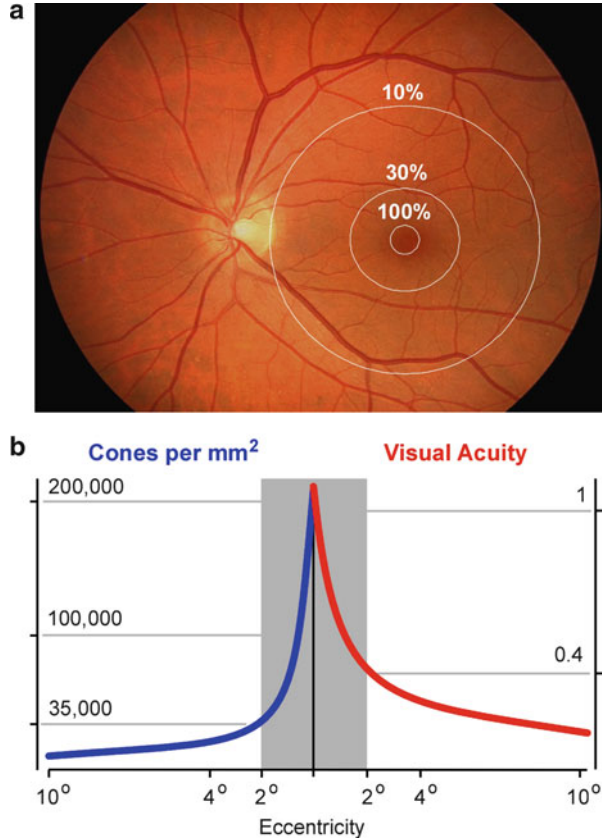 a
10%
30%
100%
b
Cones per mm²
Visual Acuity
200,000
1
100,000
0.4
35,000
10° 4° 2° 2° 4° 10°
Eccentricity